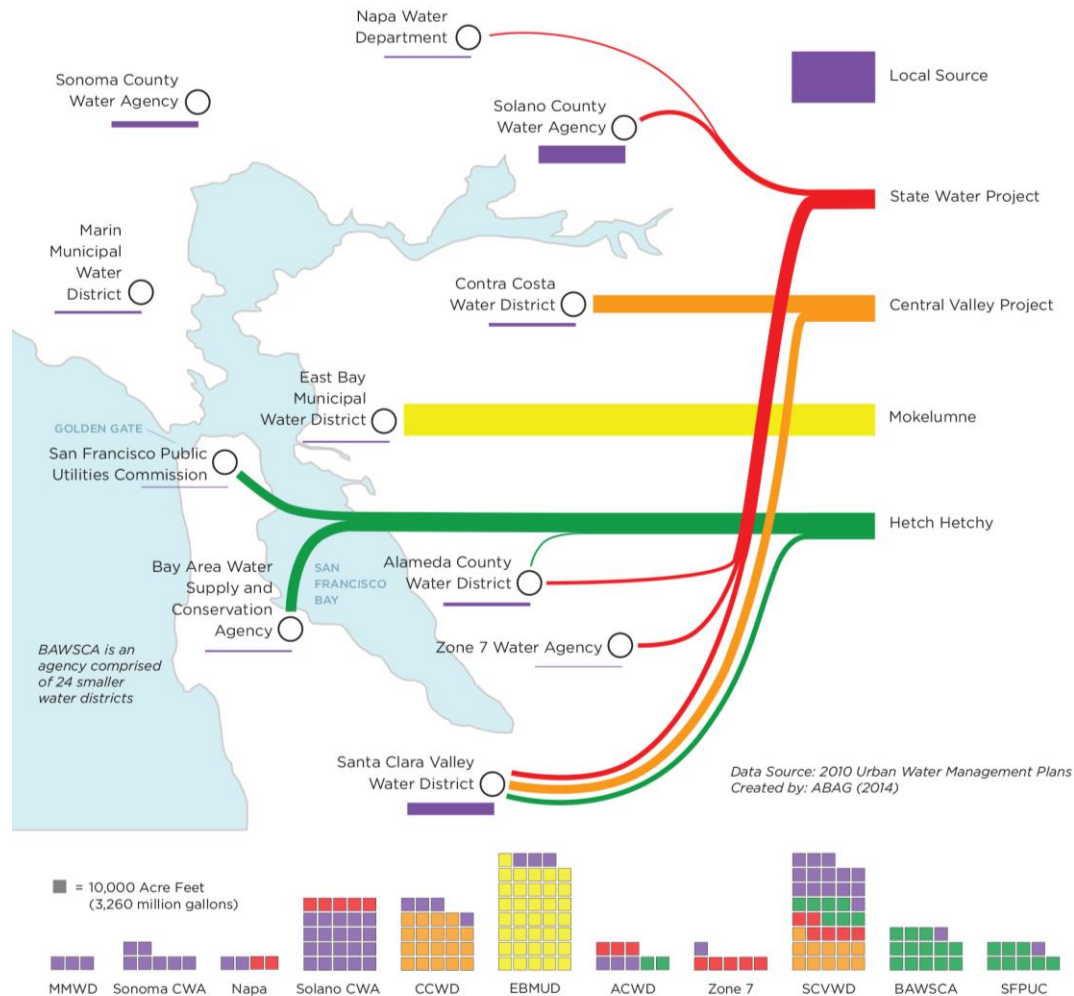 Napa Water
Department
Sonoma County
Water Agency
Local Source
Solano County
Water Agency
State Water Project
Marin
Municipal
Water
District
Contra Costa
Water District
Central Valley Project
East Bay
Municipal
Water District
Mokelumne
GOLDEN GATE
San Francisco Public
Utilities Commission
Hetch Hetchy
Alameda County
Water District
SAN
FRANCISCO
BAY
Bay Area Water
Supply and
Conservation
Agency
Zone 7 Water Agency
BAWSCA is an
agency comprised
of 24 smaller
water districts
Santa Clara Valley
Water District
Data Source: 2010 Urban Water Management Plans
Created by: ABAG (2014)
= 10,000 Acre Feet
(3,260 million gallons)
MMWD
Sonoma CWA
Napa
Solano CWA
CCWD
EBMUD
ACWD
Zone 7
SCVWD
BAWSCA
SFPUC